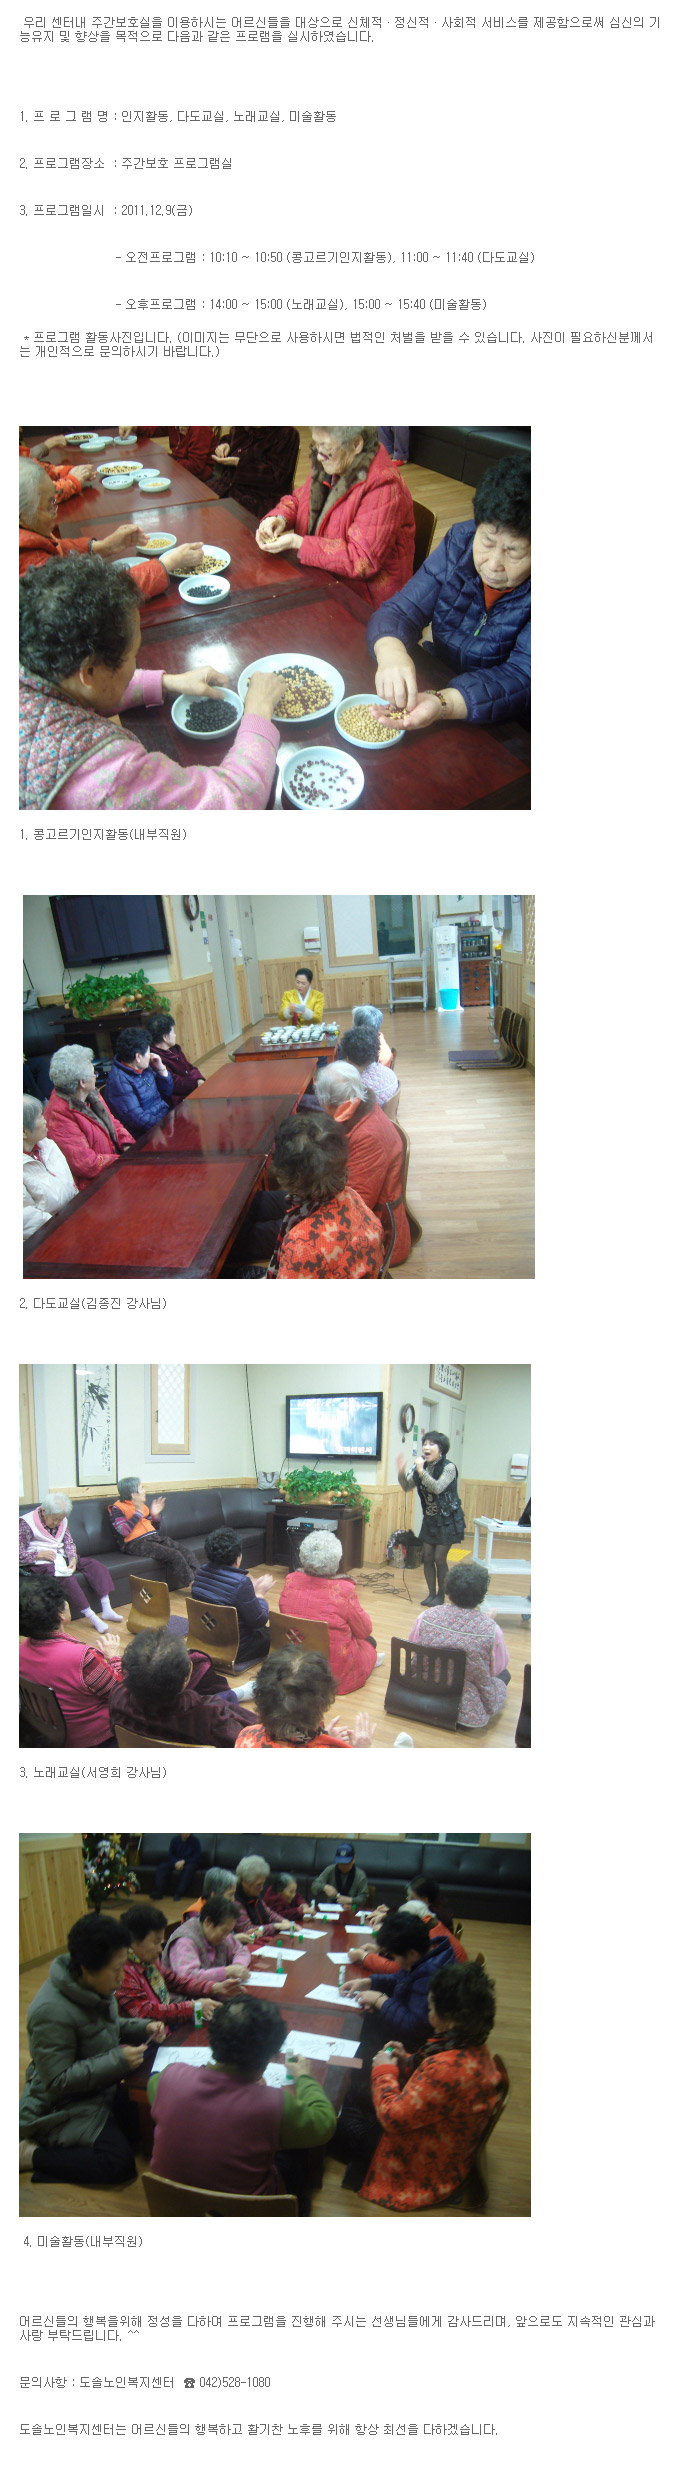 우리 센터내 주간보호실을 이용하시는 어르신들을 대상으로 신체적 · 정신적 · 사회적 서비스를 제공함으로써 심신의 기
능유지 및 향상을 목적으로 다음과 같은 프로램을 실시하였습니다.
1. 프 로 그 램 명 : 인지활동, 다도교실, 노래교실, 미술활동
2. 프로그램장소 : 주간보호 프로그램실
3. 프로그램일시 : 2011.12.9(금)
- 오전프로그램 : 10:10 ~ 10:50 (콩고르기인지활동), 11:00 ~ 11:40 (다도교실)
- 오후프로그램 : 14:00 ~ 15:00 (노래교실), 15:00 ~ 15:40 (미술활동)
* 프로그램 활동사진입니다. (이미지는 무단으로 사용하시면 법적인 처벌을 받을 수 있습니다. 사진이 필요하신분께서
는 개인적으로 문의하시기 바랍니다.)
1. 콩고르기인지활동(내부직원)
2. 다도교실(김종진 강사님)
3. 노래교실(서영희 강사님)
4. 미술활동(내부직원)
어르신들의 행복을위해 정성을 다하여 프로그램을 진행해 주시는 선생님들에게 감사드리며, 앞으로도 지속적인 관심과
사랑 부탁드립니다. ^^
문의사항 : 도솔노인복지센터 ☎ 042)528-1080
도솔노인복지센터는 어르신들의 행복하고 활기찬 노후를 위해 항상 최선을 다하겠습니다.